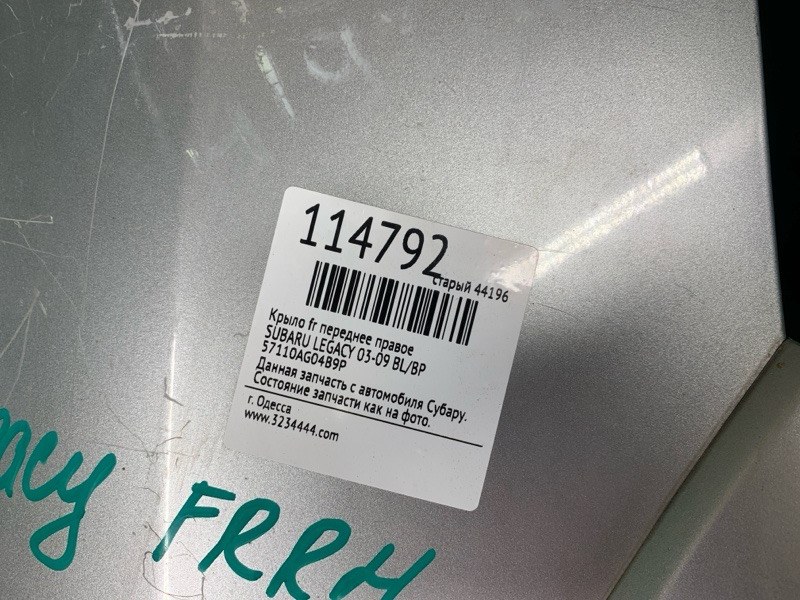 114792
старый 44196
Крыло fr переднее правое
SUBARU LEGACY 03-09 BL/BP
57110AG04B9P
Данная запчасть с автомобиля Субару.
Состояние запчасти как на фото.
г. Одесса
www.3234444.com
acy FRRH